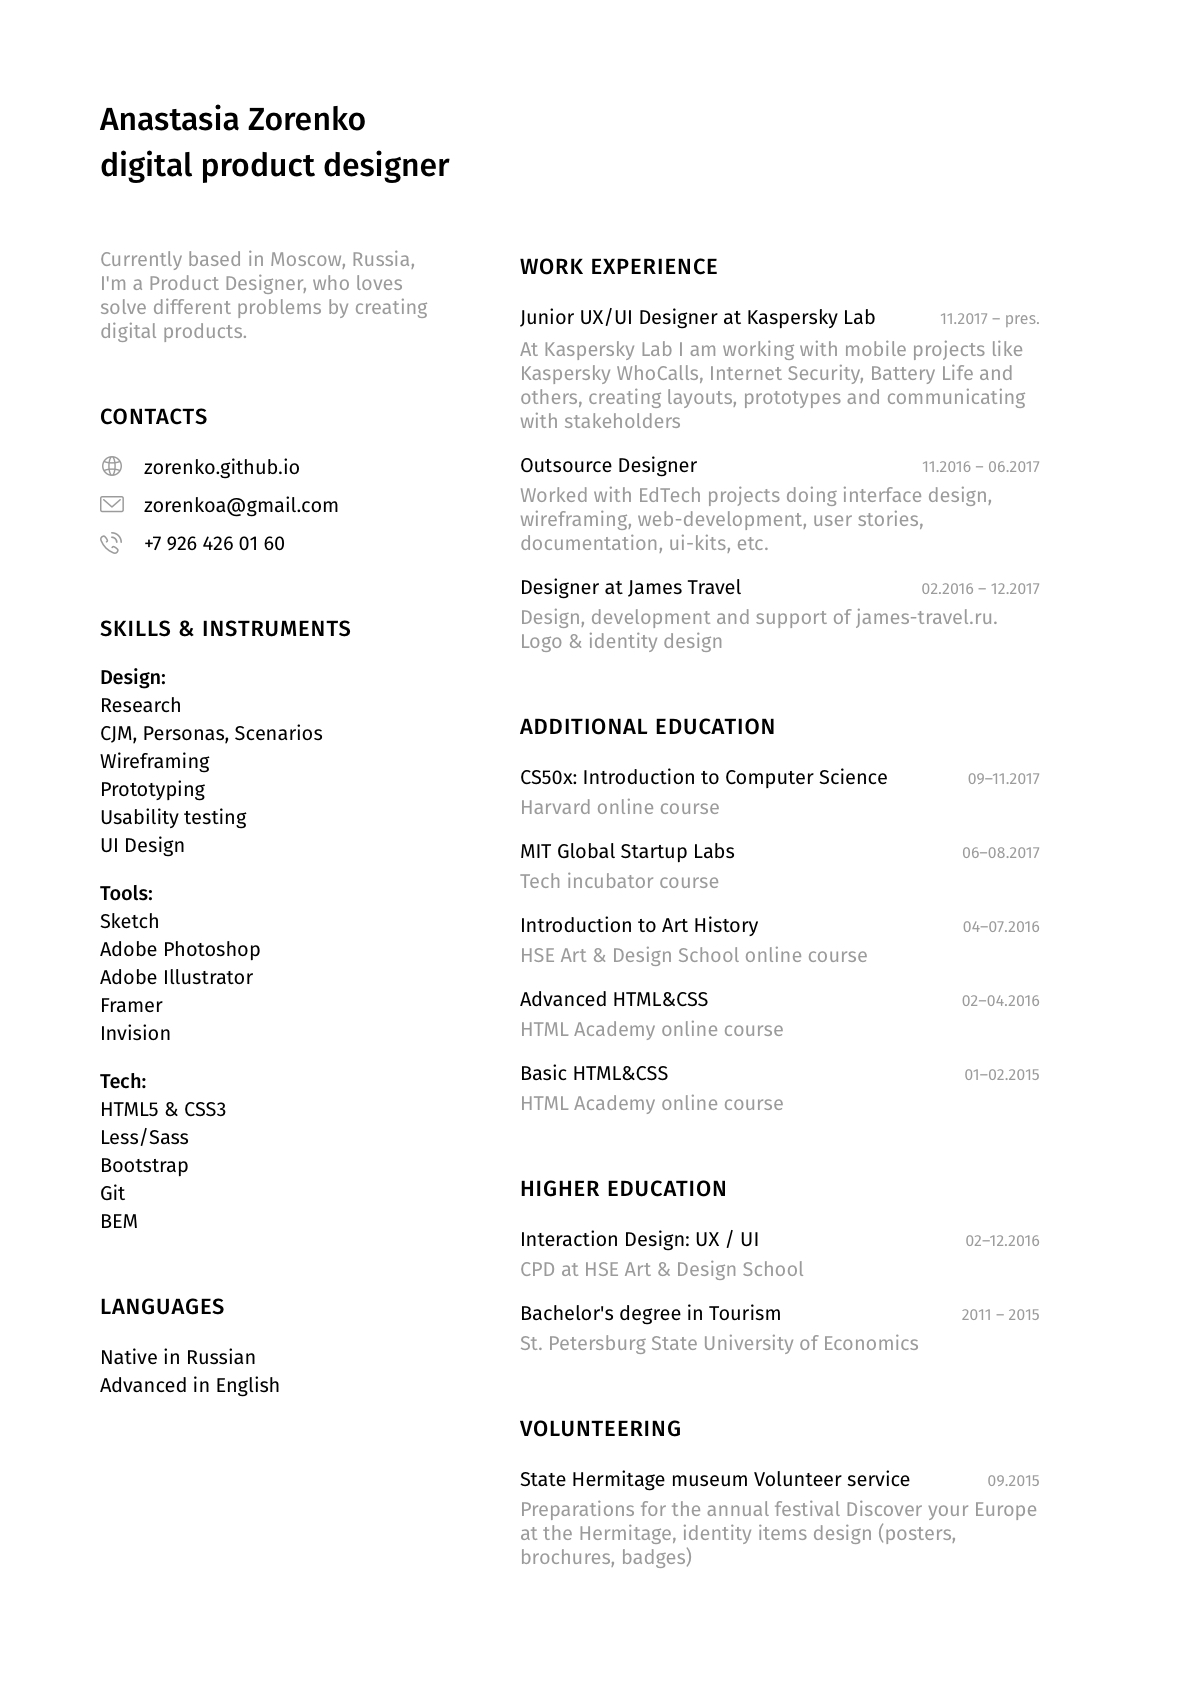 Anastasia Zorenko
digital product designer
Currently based in Moscow, Russia,
I'm a Product Designer, who loves
solve different problems by creating
digital products.
CONTACTS
zorenko.github.io
zorenkoa@gmail.com
+7 926 426 01 60
SKILLS & INSTRUMENTS
Design:
Research
CJM, Personas, Scenarios
Wireframing
Prototyping
Usability testing
UI Design
Tools:
Sketch
Adobe Photoshop
Adobe Illustrator
Framer
Invision
Tech:
HTML5 & CSS3
Less/Sass
Bootstrap
Git
BEM
LANGUAGES
Native in Russian
Advanced in English
WORK EXPERIENCE
Junior UX/UI Designer at Kaspersky Lab 11.2017 – pres.
At Kaspersky Lab I am working with mobile projects like
Kaspersky WhoCalls, Internet Security, Battery Life and
others, creating layouts, prototypes and communicating
with stakeholders
Outsource Designer 11.2016 – 06.2017
Worked with EdTech projects doing interface design,
wireframing, web-development, user stories,
documentation, ui-kits, etc.
Designer at James Travel 02.2016 – 12.2017
Design, development and support of james-travel.ru.
Logo & identity design
ADDITIONAL EDUCATION
CS50x: Introduction to Computer Science 09–11.2017
Harvard online course
MIT Global Startup Labs 06–08.2017
Tech incubator course
Introduction to Art History 04–07.2016
HSE Art & Design School online course
Advanced HTML&CSS 02–04.2016
HTML Academy online course
Basic HTML&CSS 01–02.2015
HTML Academy online course
HIGHER EDUCATION
Interaction Design: UX / UI 02–12.2016
CPD at HSE Art & Design School
Bachelor's degree in Tourism 2011 – 2015
St. Petersburg State University of Economics
VOLUNTEERING
State Hermitage museum Volunteer service 09.2015
Preparations for the annual festival Discover your Europe
at the Hermitage, identity items design (posters,
brochures, badges)